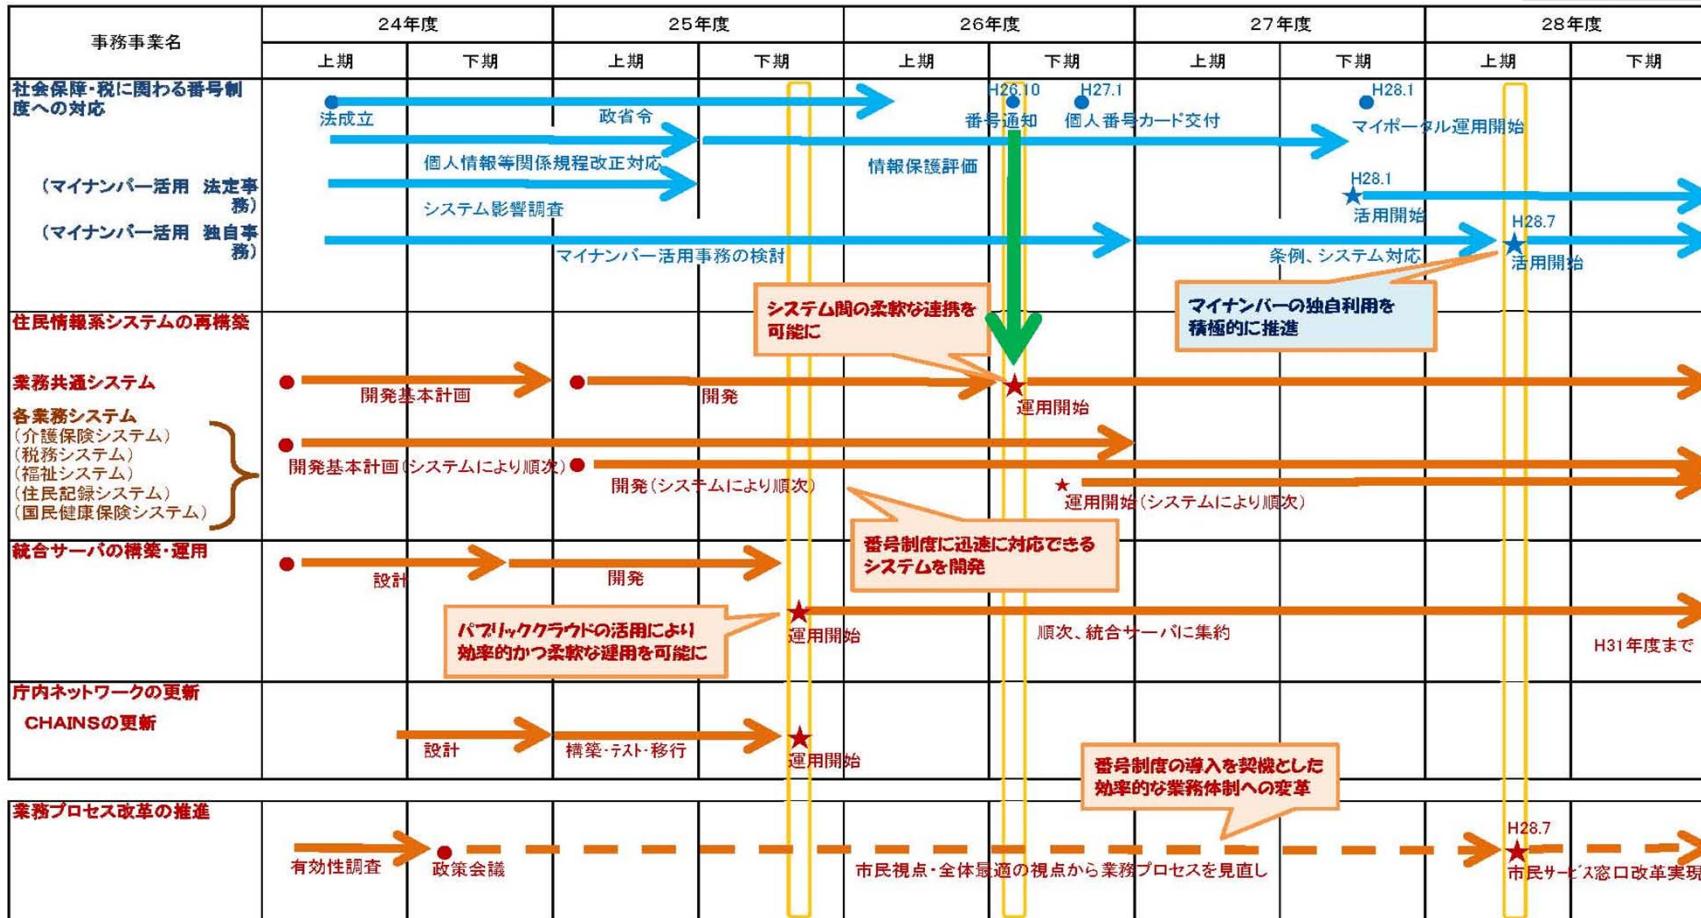 事務事業名
24年度
25年度
26年度
27年度
28年度
上期
下期
上期
下期
上期
下期
上期
下期
上期
下期
社会保障・税に関わる番号制
度への対応
法成立
政省令
H26.10
番号通知
H27.1
個人番号カード交付
H28.1
マイポータル運用開始
個人情報等関係規程改正対応
情報保護評価
(マイナンバー活用 法定事
務)
システム影響調査
H28.1
活用開始
(マイナンバー活用 独自事
務)
マイナンバー活用事務の検討
条例、システム対応
H28.7
活用開始
システム間の柔軟な連携を
可能に
マイナンバーの独自利用を
積極的に推進
住民情報系システムの再構築
業務共通システム
開発基本計画
開発
運用開始
各業務システム
(介護保険システム)
(税務システム)
(福祉システム)
(住民記録システム)
(国民健康保険システム)
開発基本計画(システムにより順次)
開発(システムにより順次)
運用開始(システムにより順次)
番号制度に迅速に対応できる
システムを開発
統合サーバの構築・運用
設計
開発
パブリッククラウドの活用により
効率的かつ柔軟な運用を可能に
運用開始
順次、統合サーバに集約
H31年度まで
庁内ネットワークの更新
CHAINSの更新
設計
構築・テスト・移行
運用開始
番号制度の導入を契機とした
効率的な業務体制への変革
業務プロセス改革の推進
有効性調査
政策会議
市民視点・全体最適の視点から業務プロセスを見直し
H28.7
市民サービス窓口改革実現